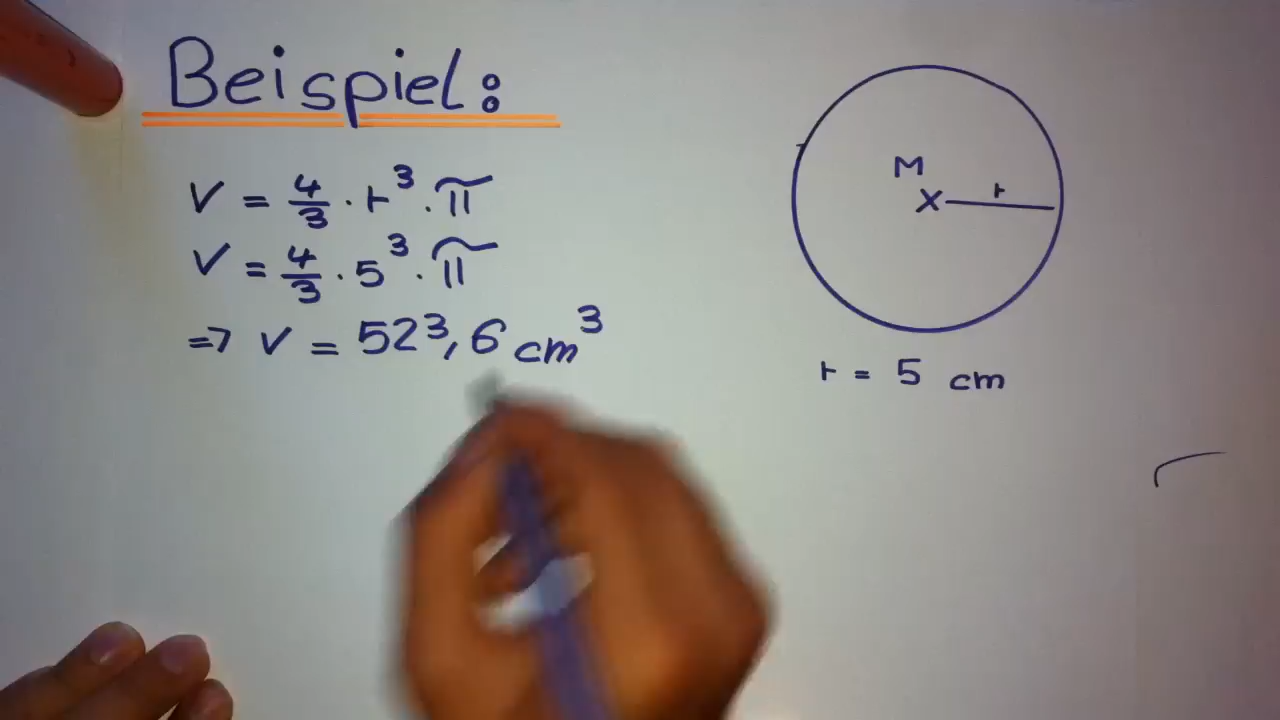 Beispiel:
V = 4/3 · r³ · π
V = 4/3 · 5³ · π
=> V = 523,6 cm³
M
X
r
r = 5 cm